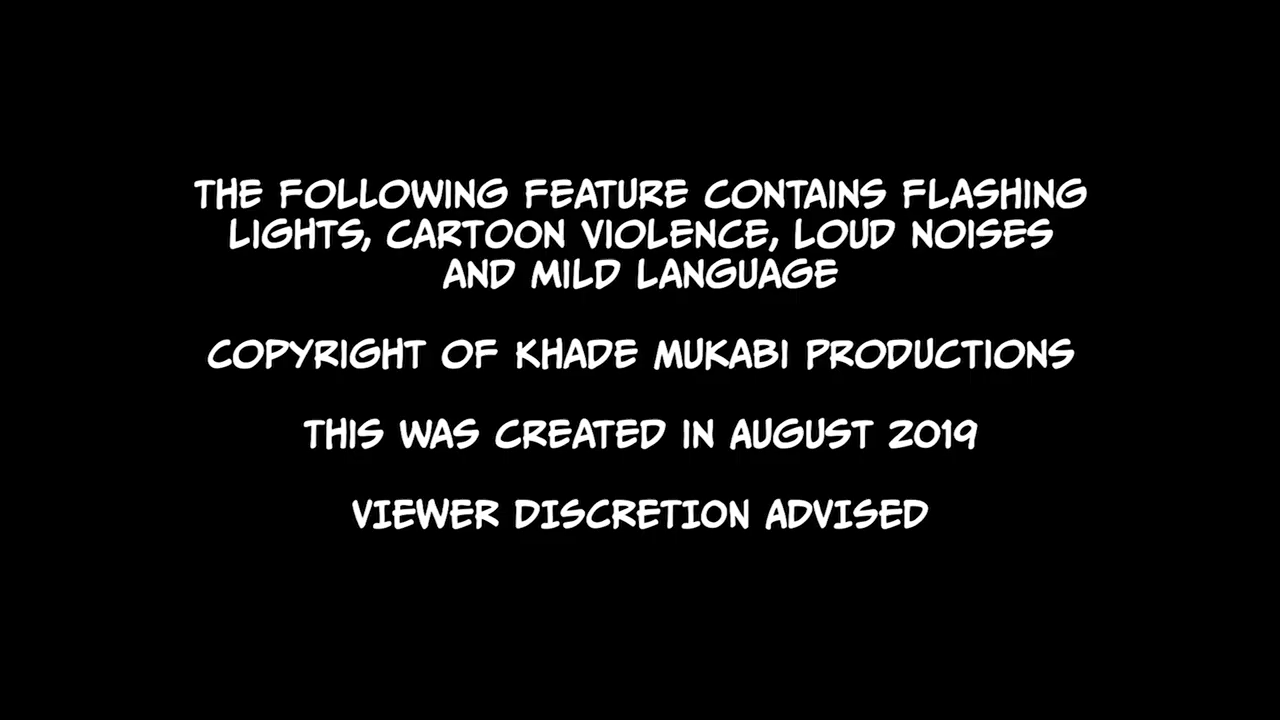 THE FOLLOWING FEATURE CONTAINS FLASHING
LIGHTS, CARTOON VIOLENCE, LOUD NOISES
AND MILD LANGUAGE
COPYRIGHT OF KHADE MUKABI PRODUCTIONS
THIS WAS CREATED IN AUGUST 2019
VIEWER DISCRETION ADVISED